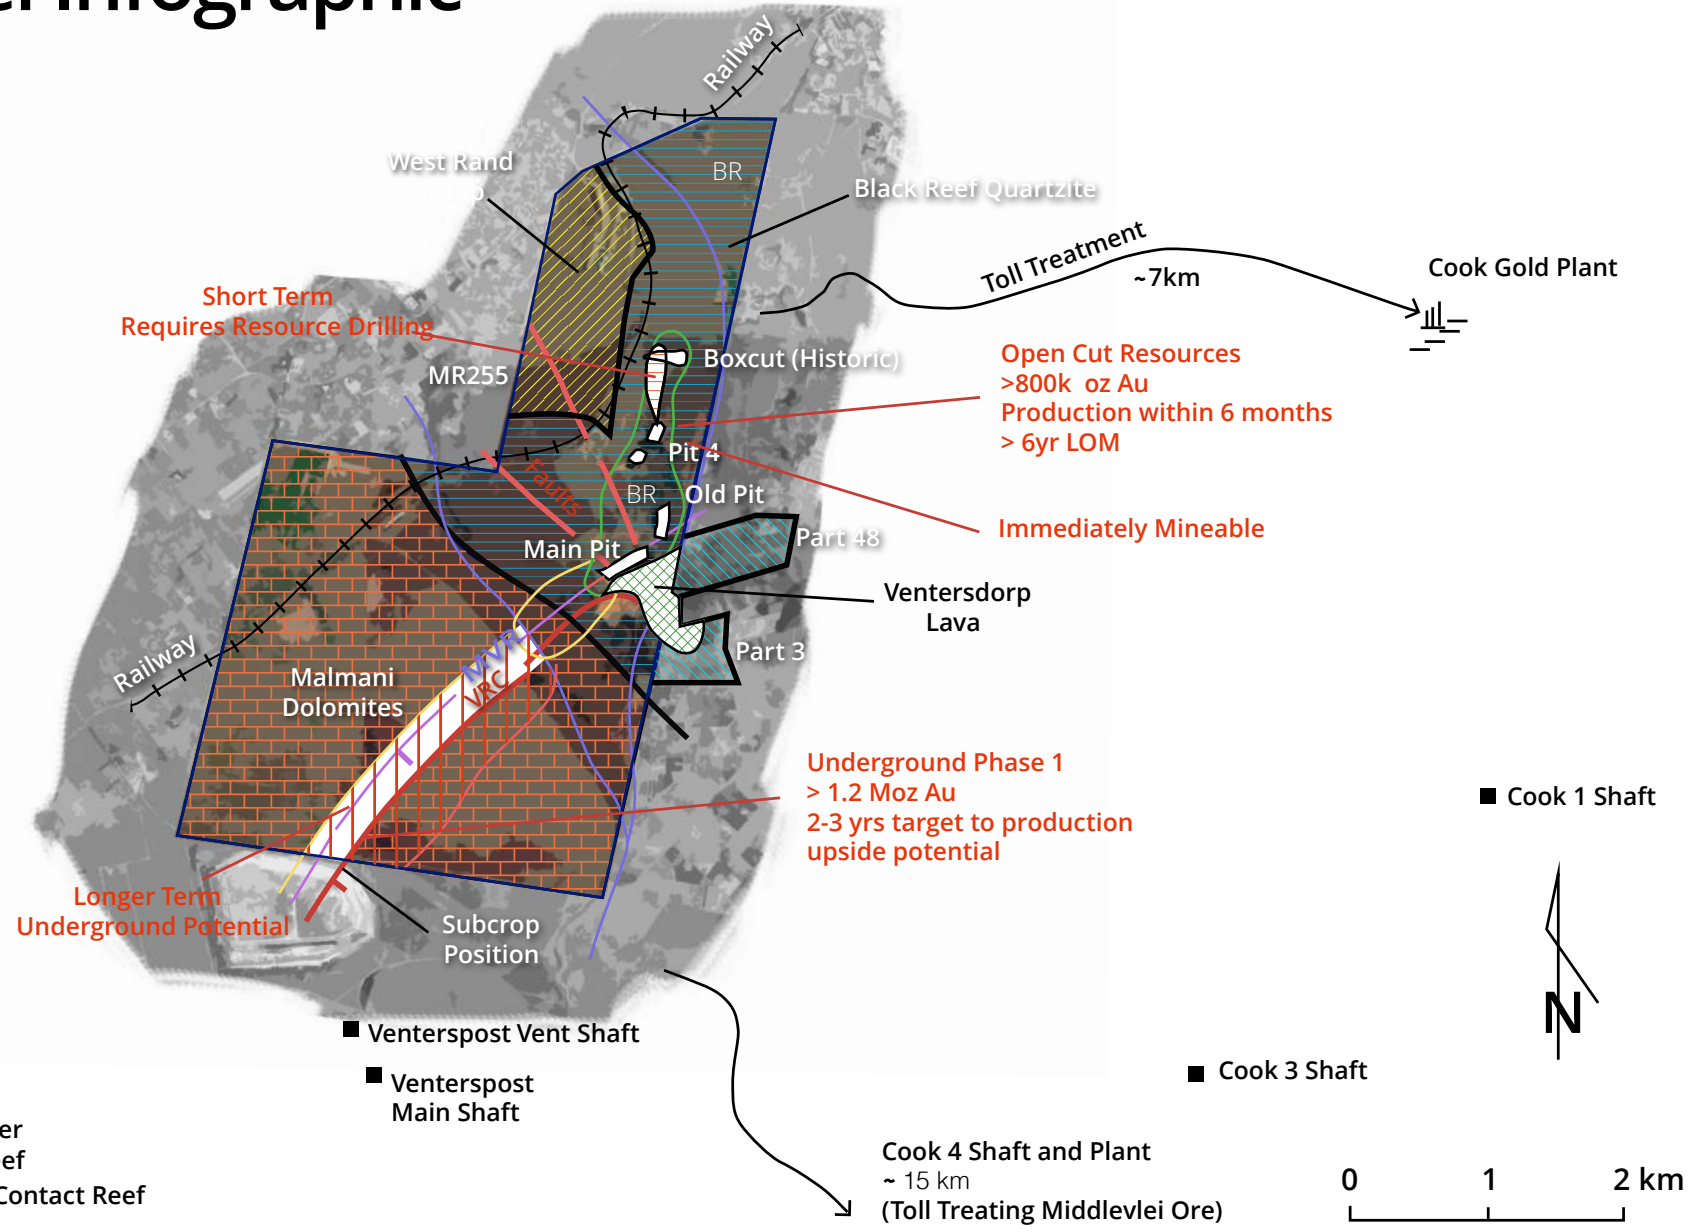 Infographic
Railway
West Rand
BR
Black Reef Quartzite
Toll Treatment
~7km
Cook Gold Plant
Short Term
Requires Resource Drilling
MR255
Boxcut (Historic)
Open Cut Resources
>800k oz Au
Production within 6 months
> 6yr LOM
Pit 4
Faults
BR
Old Pit
Immediately Mineable
Main Pit
Part 48
Ventersdorp
Lava
Railway
MVR
VRC
Part 3
Malmani
Dolomites
Underground Phase 1
> 1.2 Moz Au
2-3 yrs target to production
upside potential
Cook 1 Shaft
Longer Term
Underground Potential
Subcrop
Position
N
Venterspost Vent Shaft
Venterspost
Main Shaft
Cook 3 Shaft
er
ef
Contact Reef
Cook 4 Shaft and Plant
~ 15 km
(Toll Treating Middlevlei Ore)
0 1 2 km